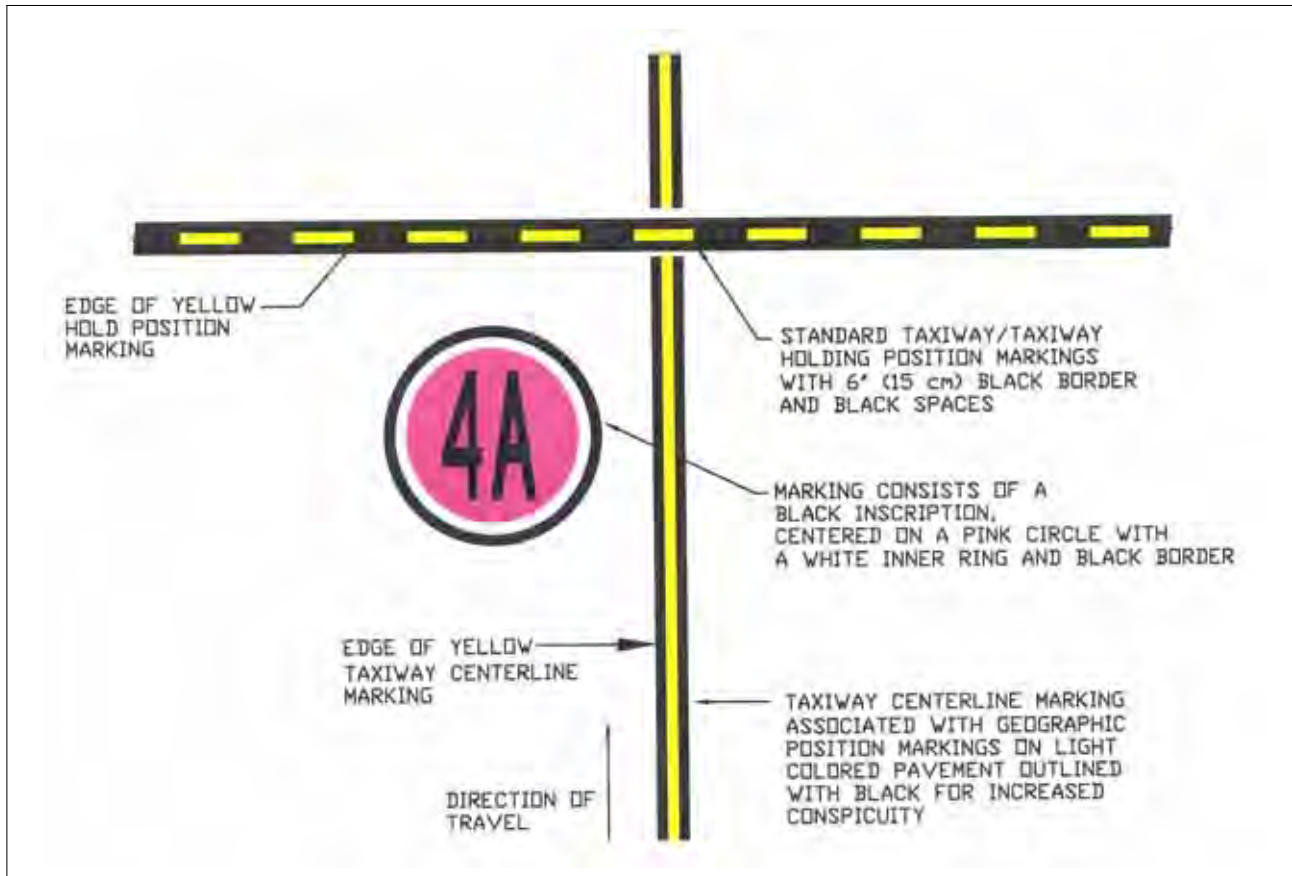 EDGE OF YELLOW
HOLD POSITION
MARKING
STANDARD TAXIWAY/TAXIWAY
HOLDING POSITION MARKINGS
WITH 6" (15 cm) BLACK BORDER
AND BLACK SPACES
4A
MARKING CONSISTS OF A
BLACK INSCRIPTION,
CENTERED ON A PINK CIRCLE WITH
A WHITE INNER RING AND BLACK BORDER
EDGE OF YELLOW
TAXIWAY CENTERLINE
MARKING
TAXIWAY CENTERLINE MARKING
ASSOCIATED WITH GEOGRAPHIC
POSITION MARKINGS ON LIGHT
COLORED PAVEMENT OUTLINED
WITH BLACK FOR INCREASED
CONSPICUITY
DIRECTION OF
TRAVEL